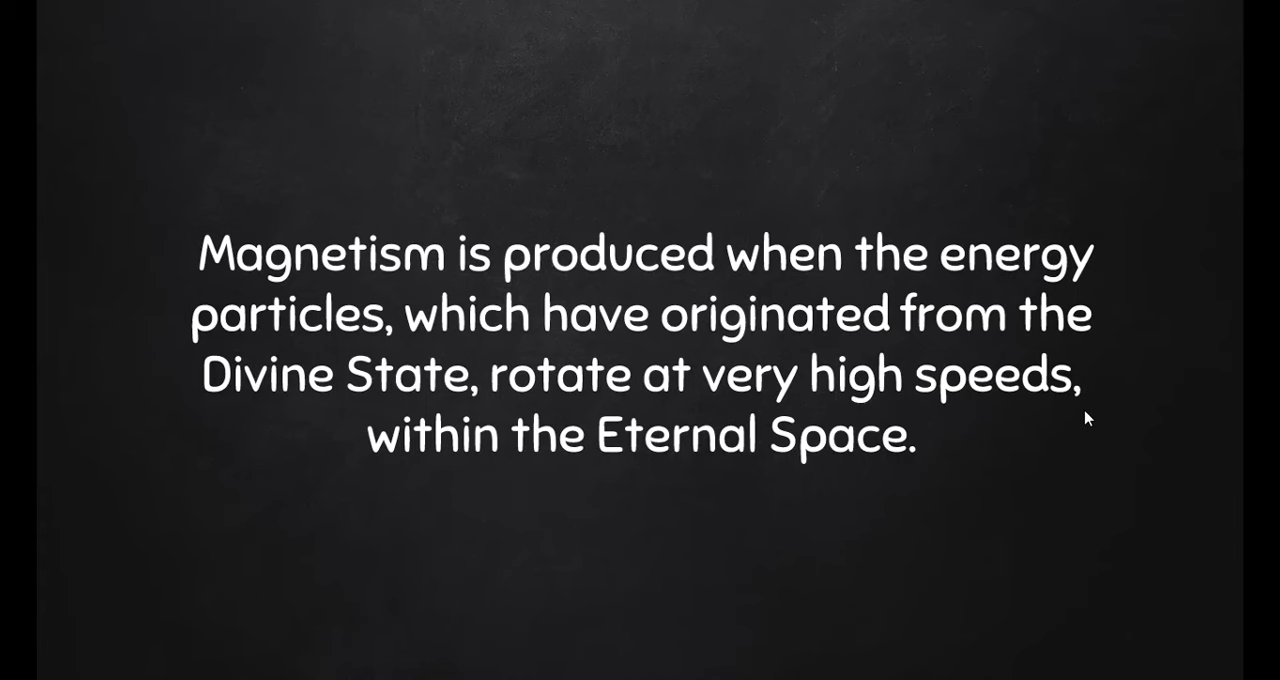 Magnetism is produced when the energy
particles, which have originated from the
Divine State, rotate at very high speeds,
within the Eternal Space.